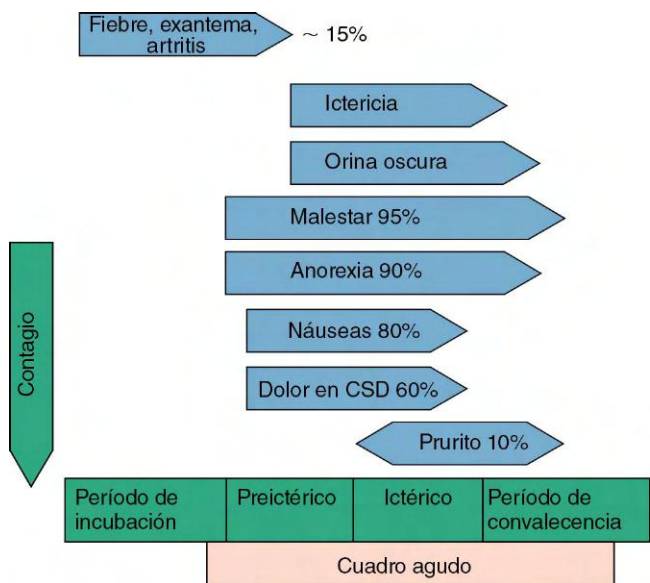 Fiebre, exantema,
artritis
~ 15%
Ictericia
Orina oscura
Malestar 95%
Anorexia 90%
Náuseas 80%
Dolor en CSD 60%
Prurito 10%
Contagio
Período de
incubación
Preictérico
Ictérico
Período de
convalecencia
Cuadro agudo